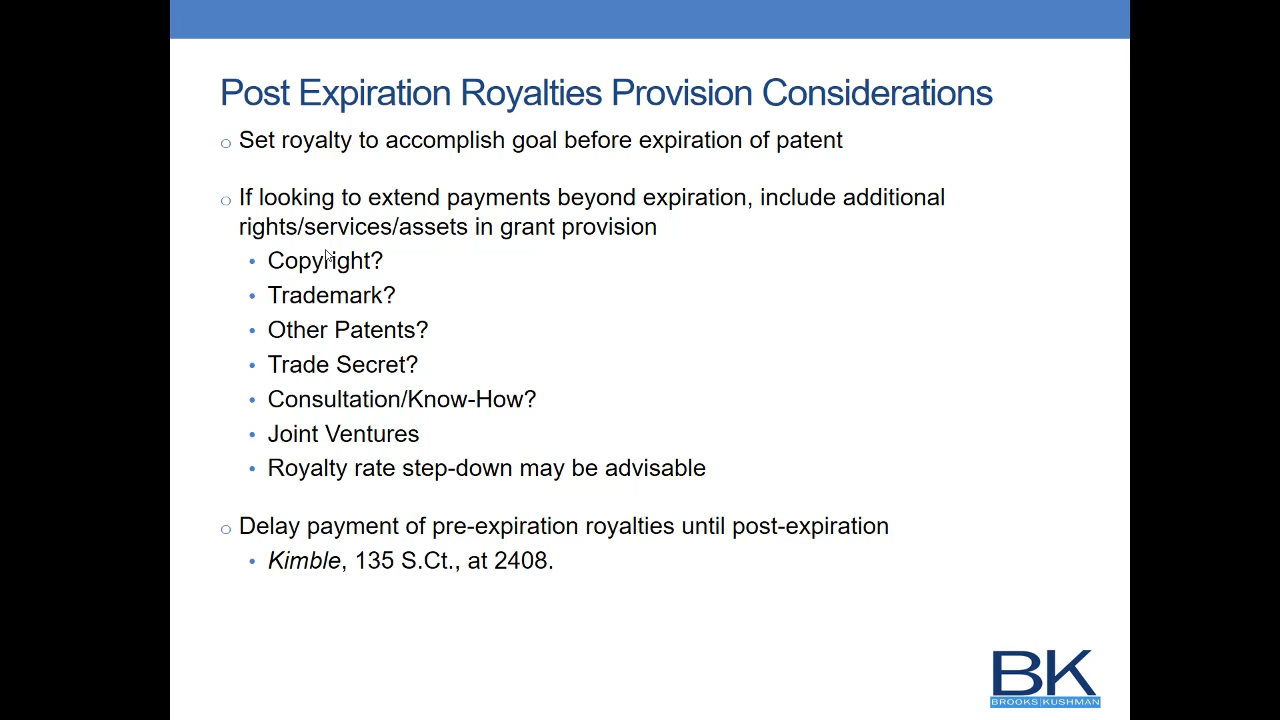 Post Expiration Royalties Provision Considerations
Set royalty to accomplish goal before expiration of patent
If looking to extend payments beyond expiration, include additional
rights/services/assets in grant provision
Copyright?
Trademark?
Other Patents?
Trade Secret?
Consultation/Know-How?
Joint Ventures
Royalty rate step-down may be advisable
Delay payment of pre-expiration royalties until post-expiration
Kimble, 135 S.Ct., at 2408.
BK
BROOKS|KUSHMAN